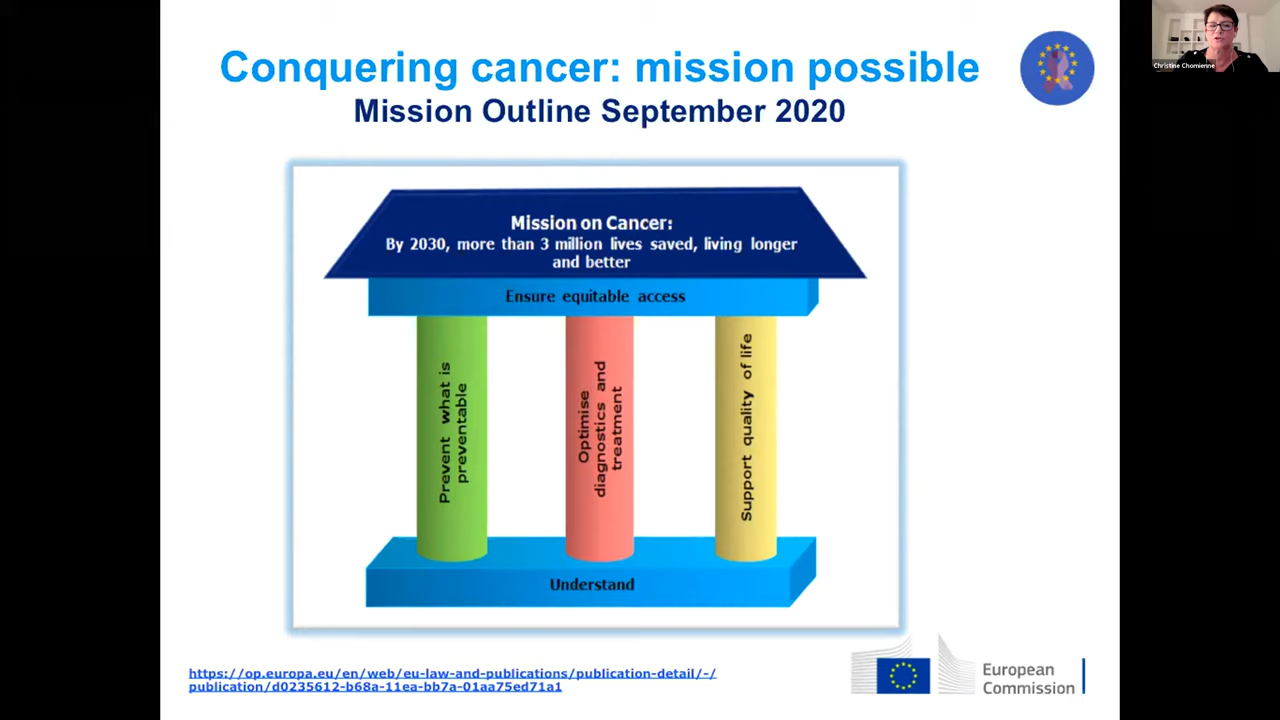 Conquering cancer: mission possible
Mission Outline September 2020
Christine Chomienne
Mission on Cancer:
By 2030, more than 3 million lives saved, living longer
and better
Ensure equitable access
Prevent what is
preventable
Optimise
diagnostics and
treatment
Support quality of life
Understand
https://op.europa.eu/en/web/eu-law-and-publications/publication-detail/-/
publication/d0235612-b68a-11ea-bb7a-01aa75ed71a1
European
Commission